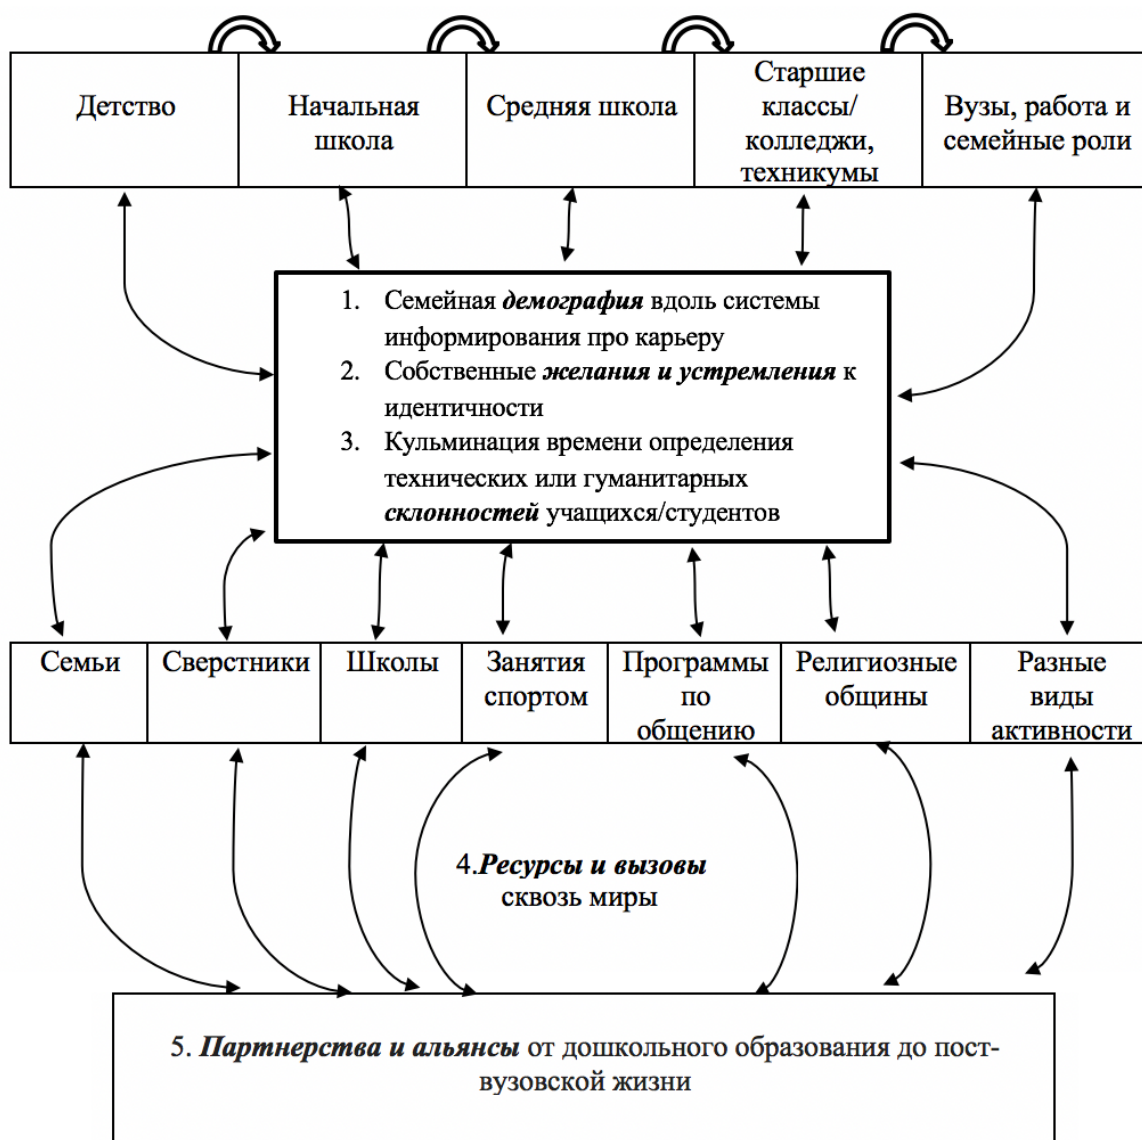 Детство
Начальная
школа
Средняя школа
Старшие
классы/
колледжи,
техникумы
Вузы, работа и
семейные роли
1. Семейная демография вдоль системы
информирования про карьеру
2. Собственные желания и устремления к
идентичности
3. Кульминация времени определения
технических или гуманитарных
склонностей учащихся/студентов
Семьи
Сверстники
Школы
Занятия
спортом
Программы
по
общению
Религиозные
общины
Разные
виды
активности
4.Ресурсы и вызовы
сквозь миры
5. Партнерства и альянсы от дошкольного образования до пост-
вузовской жизни